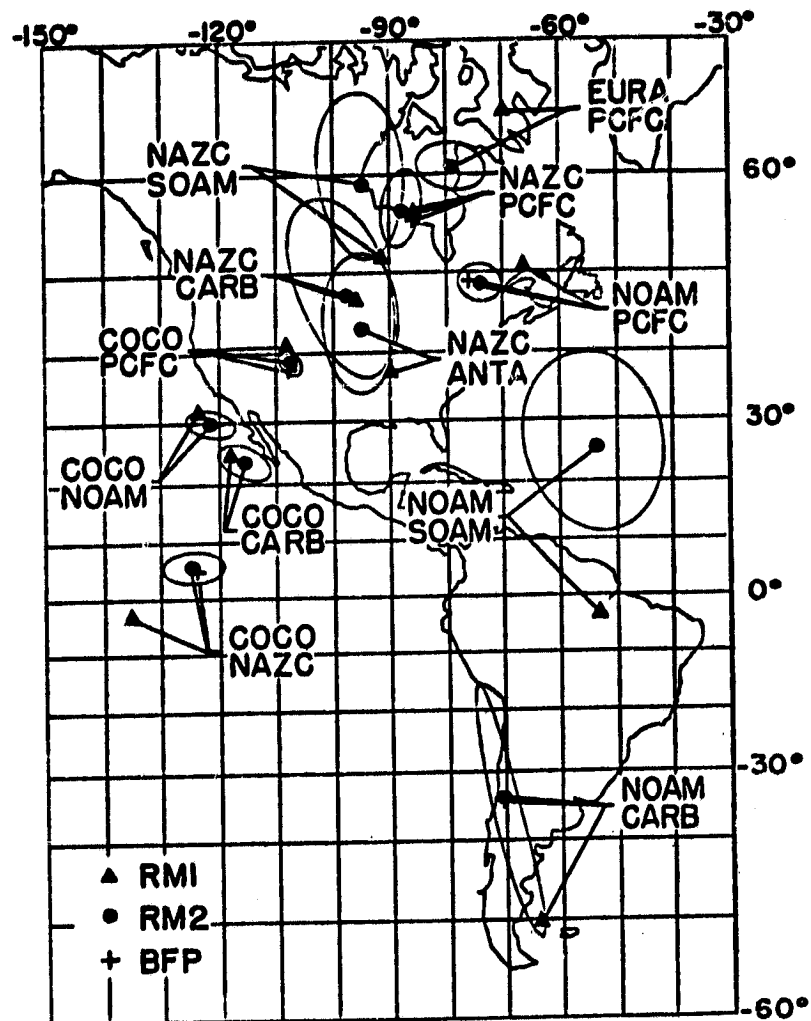 -150° -120° -90° -60° -30°
EURA
PCFC
NAZC
SOAM
60°
NAZC
PCFC
NAZC
CARB
NOAM
PCFC
COCO
PCFC
NAZC
ANTA
30°
COCO
NOAM
NOAM
SOAM
COCO
CARB
0°
COCO
NAZC
-30°
NOAM
CARB
RM1
RM2
BFP
-60°